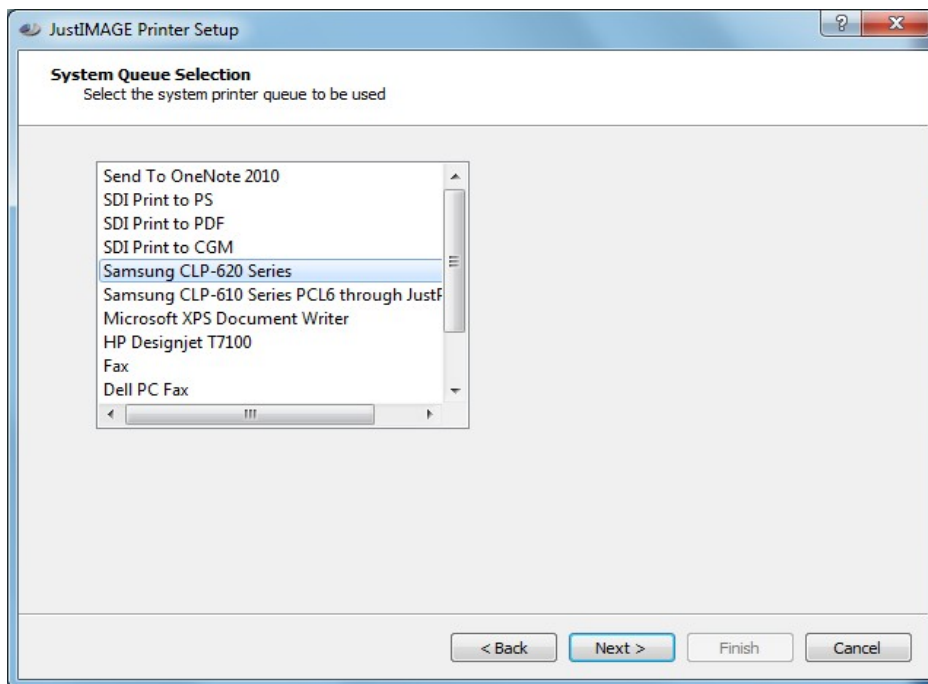 JustIMAGE Printer Setup
System Queue Selection
Select the system printer queue to be used
Send To OneNote 2010
SDI Print to PS
SDI Print to PDF
SDI Print to CGM
Samsung CLP-620 Series
Samsung CLP-610 Series PCL6 through
Microsoft XPS Document Writer
HP Designjet T7100
Fax
Dell PC Fax
< Back Next > Finish Cancel